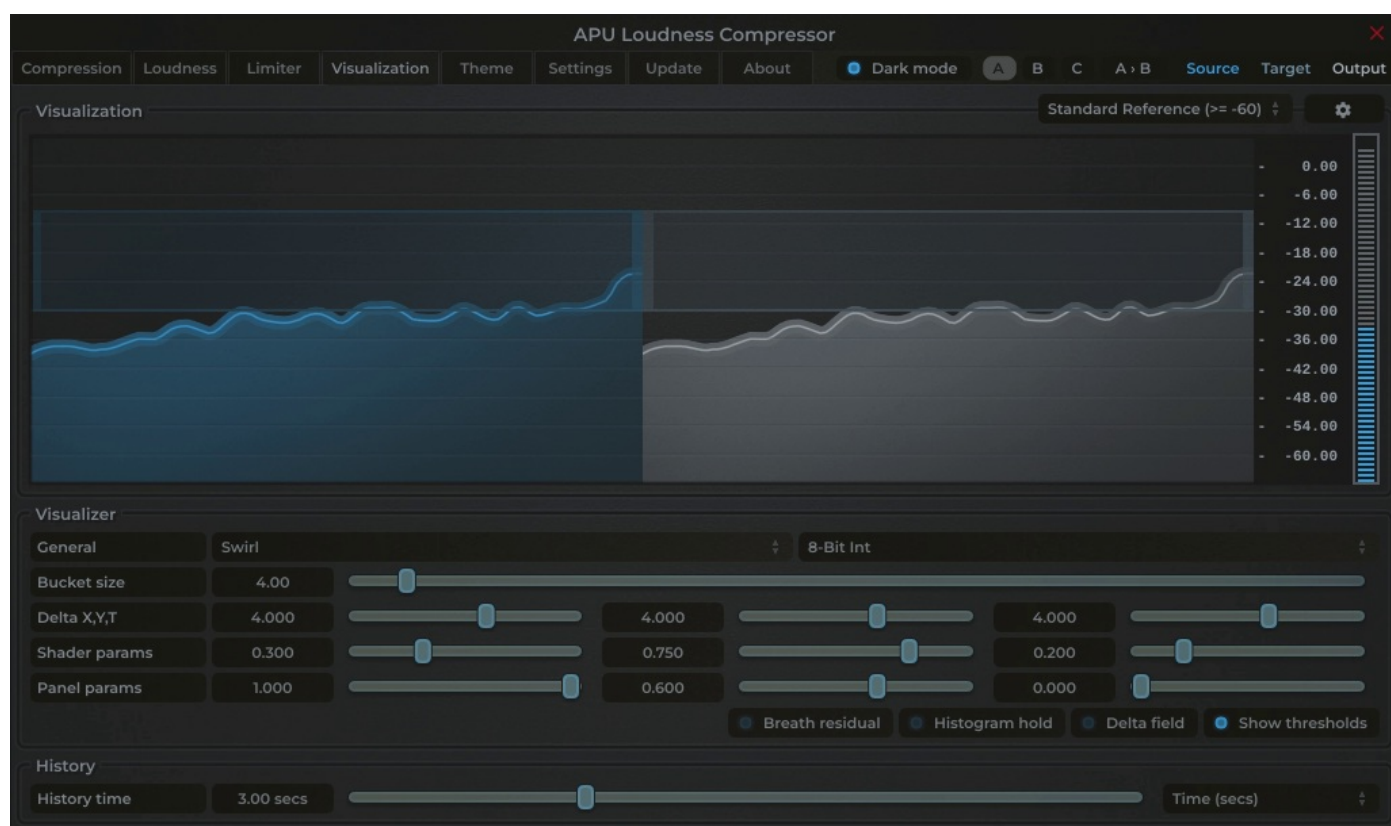 APU Loudness Compressor
Compression Loudness Limiter Visualization Theme Settings Update About Dark mode A B C A › B Source Target Output
Visualization Standard Reference (>= -60)
- 0.00
- -6.00
- -12.00
- -18.00
- -24.00
- -30.00
- -36.00
- -42.00
- -48.00
- -54.00
- -60.00
Visualizer
General Swirl 8-Bit Int
Bucket size 4.00
Delta X,Y,T 4.000 4.000 4.000
Shader params 0.300 0.750 0.200
Panel params 1.000 0.600 0.000
Breath residual Histogram hold Delta field Show thresholds
History
History time 3.00 secs Time (secs)